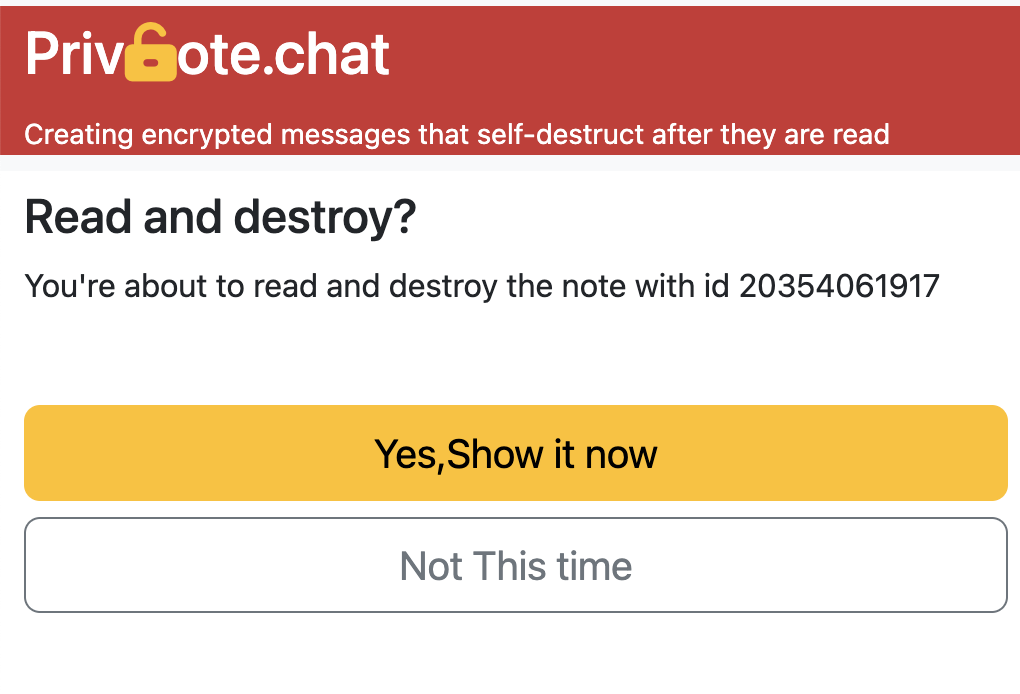 Privnote.chat
Creating encrypted messages that self-destruct after they are read
Read and destroy?
You're about to read and destroy the note with id 20354061917
Yes,Show it now
Not This time